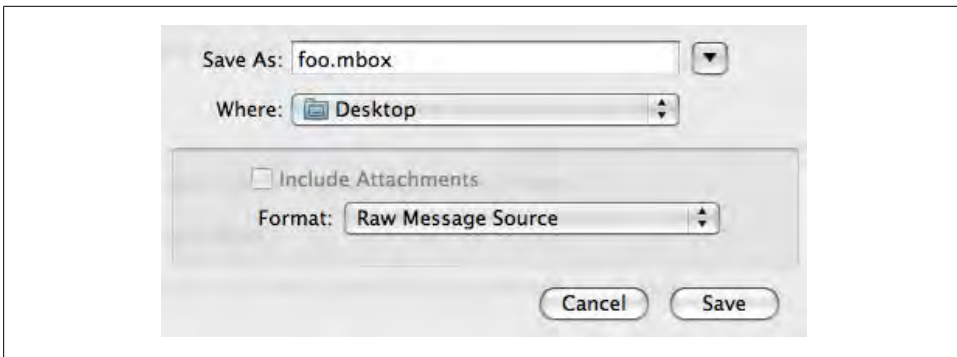 Save As: foo.mbox
Where: Desktop
Include Attachments
Format: Raw Message Source
Cancel Save